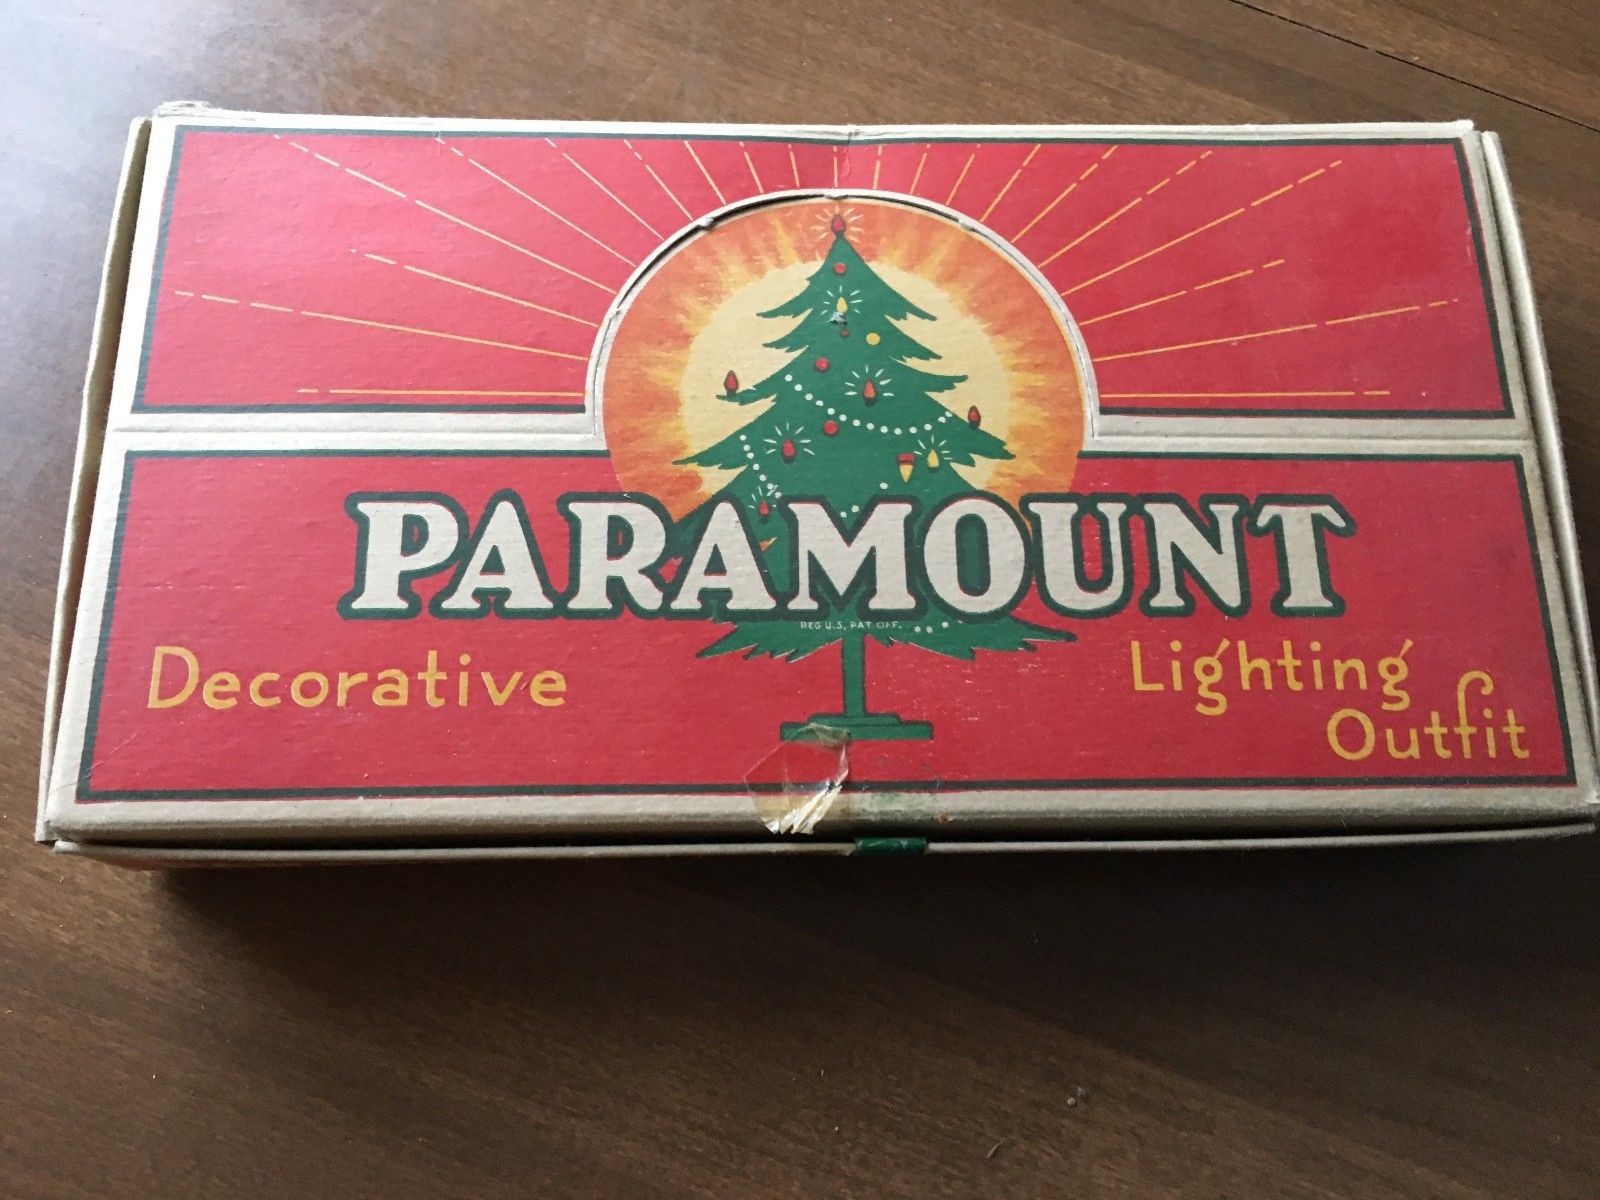 PARAMOUNT
REG U.S. PAT. OFF.
Decorative
Lighting
Outfit